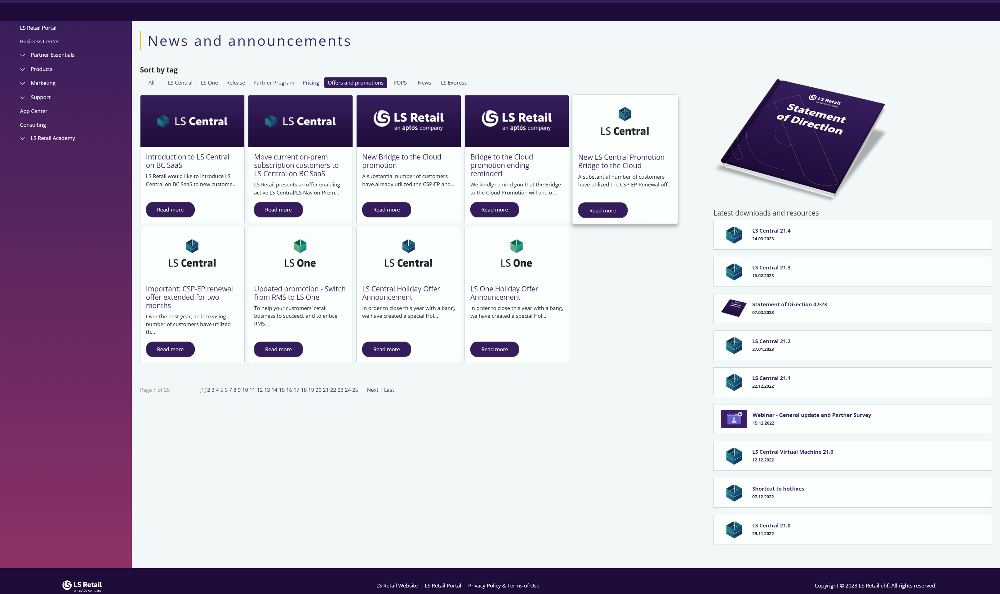 LS Retail Portal
Business Center
Partner Essentials
Products
Marketing
Support
App Center
Consulting
LS Retail Academy
News and announcements
Sort by tag
All LS Central LS One Release Partner Program Pricing Offers and promotions POPS News LS Express
LS Central
Introduction to LS Central
on BC SaaS
LS Retail would like to introduce LS
Central on BC SaaS to new custome...
Read more
LS Central
Move current on-prem
subscription customers to
LS Central on BC SaaS
LS Retail presents an offer enabling
active LS Central/LS Nav on-Prem...
Read more
LS Retail
an aptos company
New Bridge to the Cloud
promotion
A substantial number of customers
have already utilized the CSP-EP and...
Read more
LS Retail
an aptos company
Bridge to the Cloud
promotion ending -
reminder!
We kindly remind you that the Bridge
to the Cloud Promotion will end o...
Read more
LS Central
New LS Central Promotion -
Bridge to the Cloud
A substantial number of customers
have utilized the CSP-EP Renewal off...
Read more
LS Central
Important: CSP-EP renewal
offer extended for two
months
Over the past year, an increasing
number of customers have utilized
th...
Read more
LS One
Updated promotion - Switch
from RMS to LS One
To help your customers' retail
business to succeed, and to entice
RMS...
Read more
LS Central
LS Central Holiday Offer
Announcement
In order to close this year with a bang,
we have created a special Hol...
Read more
LS One
LS One Holiday Offer
Announcement
In order to close this year with a bang,
we have created a special Hol...
Read more
Page 1 of 25 [1] 2 3 4 5 6 7 8 9 10 11 12 13 14 15 16 17 18 19 20 21 22 23 24 25 Next | Last
LS Retail
an aptos company
Statement
of Direction
Latest downloads and resources
LS Central 21.4
24.03.2023
LS Central 21.3
16.02.2023
Statement
of Direction
Statement of Direction 02-23
07.02.2023
LS Central 21.2
27.01.2023
LS Central 21.1
22.12.2022
Webinar - General update and Partner Survey
15.12.2022
LS Central Virtual Machine 21.0
12.12.2022
Shortcut to hotfixes
07.12.2022
LS Central 21.0
29.11.2022
LS Retail
an aptos company
LS Retail Website LS Retail Portal Privacy Policy & Terms of Use
Copyright © 2023 LS Retail ehf. All rights reserved.